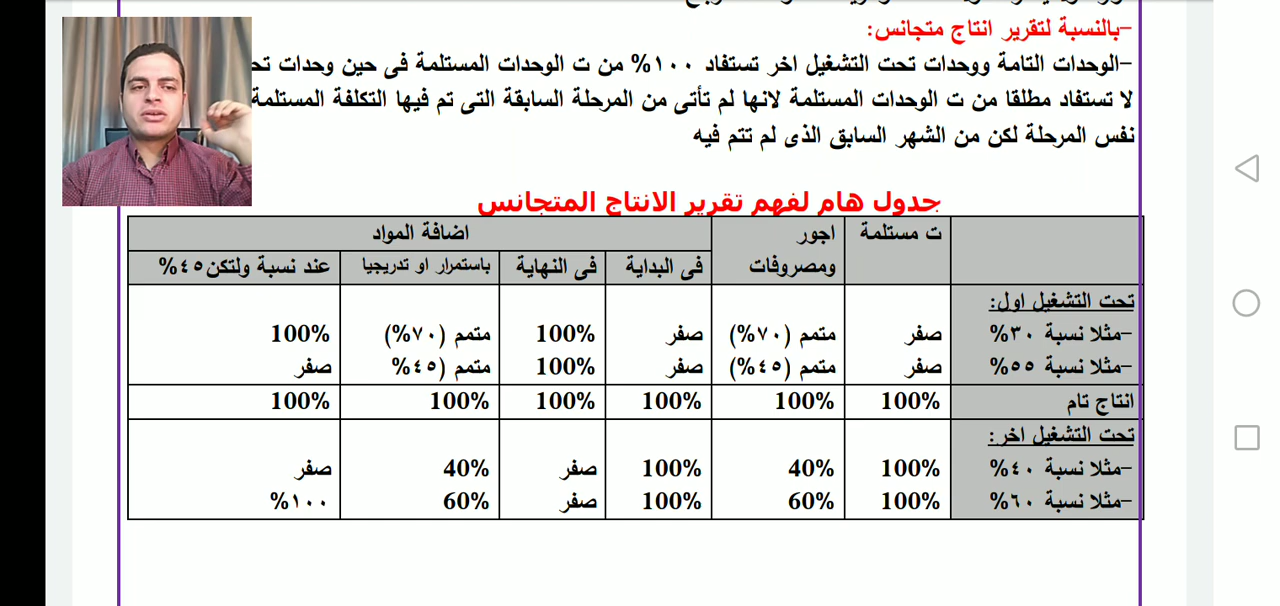 -بالنسبة لتقرير انتاج متجانس:
-الوحدات التامة ووحدات تحت التشغيل اخر تستفاد ١٠٠% من ت الوحدات المستلمة فى حين وحدات تحت
لا تستفاد مطلقا من ت الوحدات المستلمة لانها لم تأتى من المرحلة السابقة التى تم فيها التكلفة المستلمة
نفس المرحلة لكن من الشهر السابق الذى لم تتم فيه
جدول هام لفهم تقرير الانتاج المتجانس
ت مستلمة اجور ومصروفات اضافة المواد
فى البداية فى النهاية باستمرار او تدريجيا عند نسبة ولتكن٤٥%
تحت التشغيل اول:
-مثلا نسبة ٣٠% صفر متمم (٧٠%) صفر 100% متمم (٧٠%) 100%
-مثلا نسبة ٥٥% صفر متمم (٤٥%) صفر 100% متمم (٤٥% صفر
انتاج تام 100% 100% 100% 100% 100% 100%
تحت التشغيل اخر:
-مثلا نسبة ٤٠% 100% 40% 100% صفر 40% صفر
-مثلا نسبة ٦٠% 100% 60% 100% صفر 60% ١٠٠%